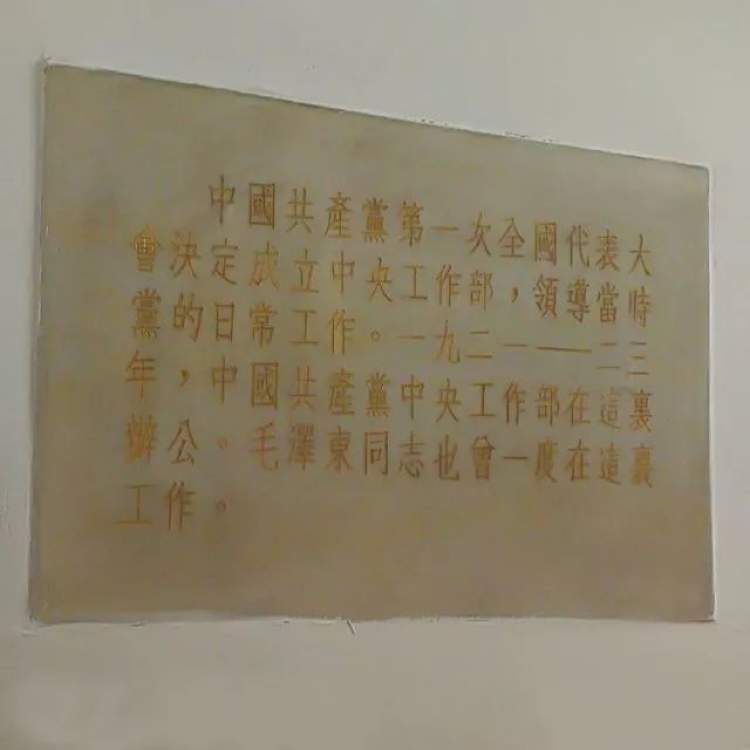 中國共產黨第一次全國代表大
會決定成立中央工作部，領導當時
黨的日常工作。一九二一——二三
年，中國共產黨中央工作部在這裏
辦公。毛澤東同志也曾一度在這裏
工作。